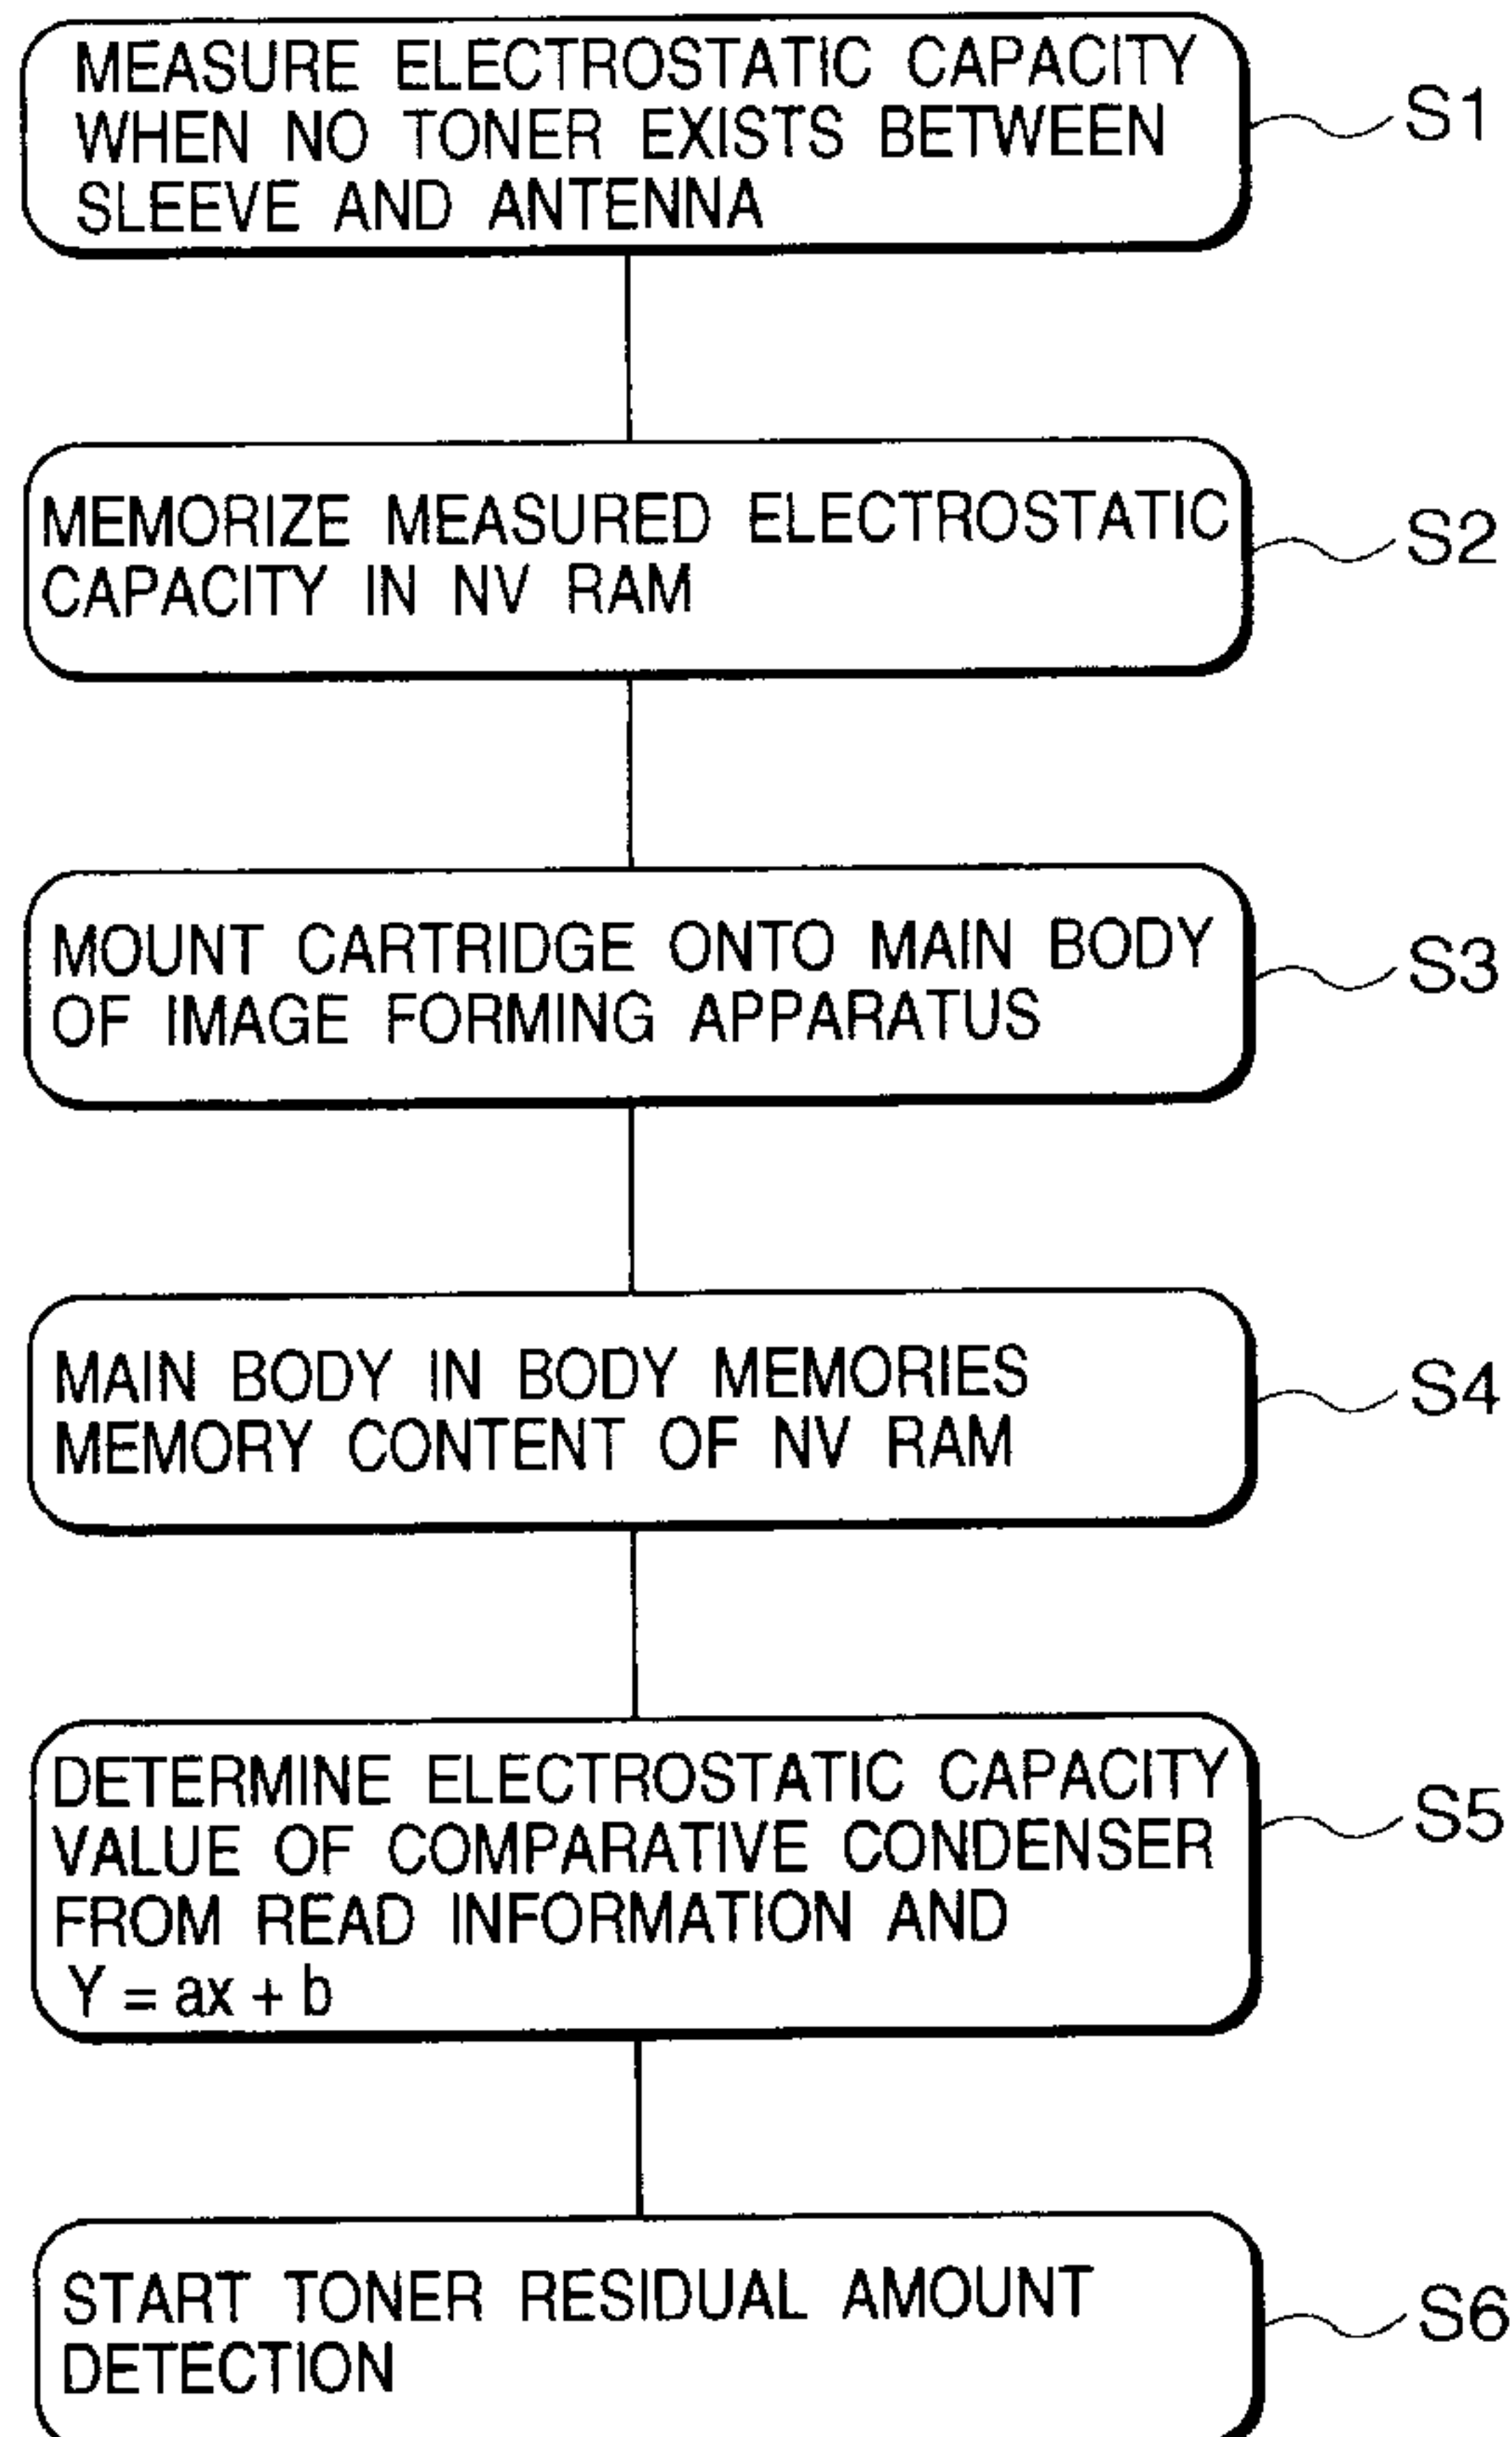 MEASURE ELECTROSTATIC CAPACITY
WHEN NO TONER EXISTS BETWEEN
SLEEVE AND ANTENNA
S1
MEMORIZE MEASURED ELECTROSTATIC
CAPACITY IN NV RAM
S2
MOUNT CARTRIDGE ONTO MAIN BODY
OF IMAGE FORMING APPARATUS
S3
MAIN BODY IN BODY MEMORIES
MEMORY CONTENT OF NV RAM
S4
DETERMINE ELECTROSTATIC CAPACITY
VALUE OF COMPARATIVE CONDENSER
FROM READ INFORMATION AND
Y = ax + b
S5
START TONER RESIDUAL AMOUNT
DETECTION
S6